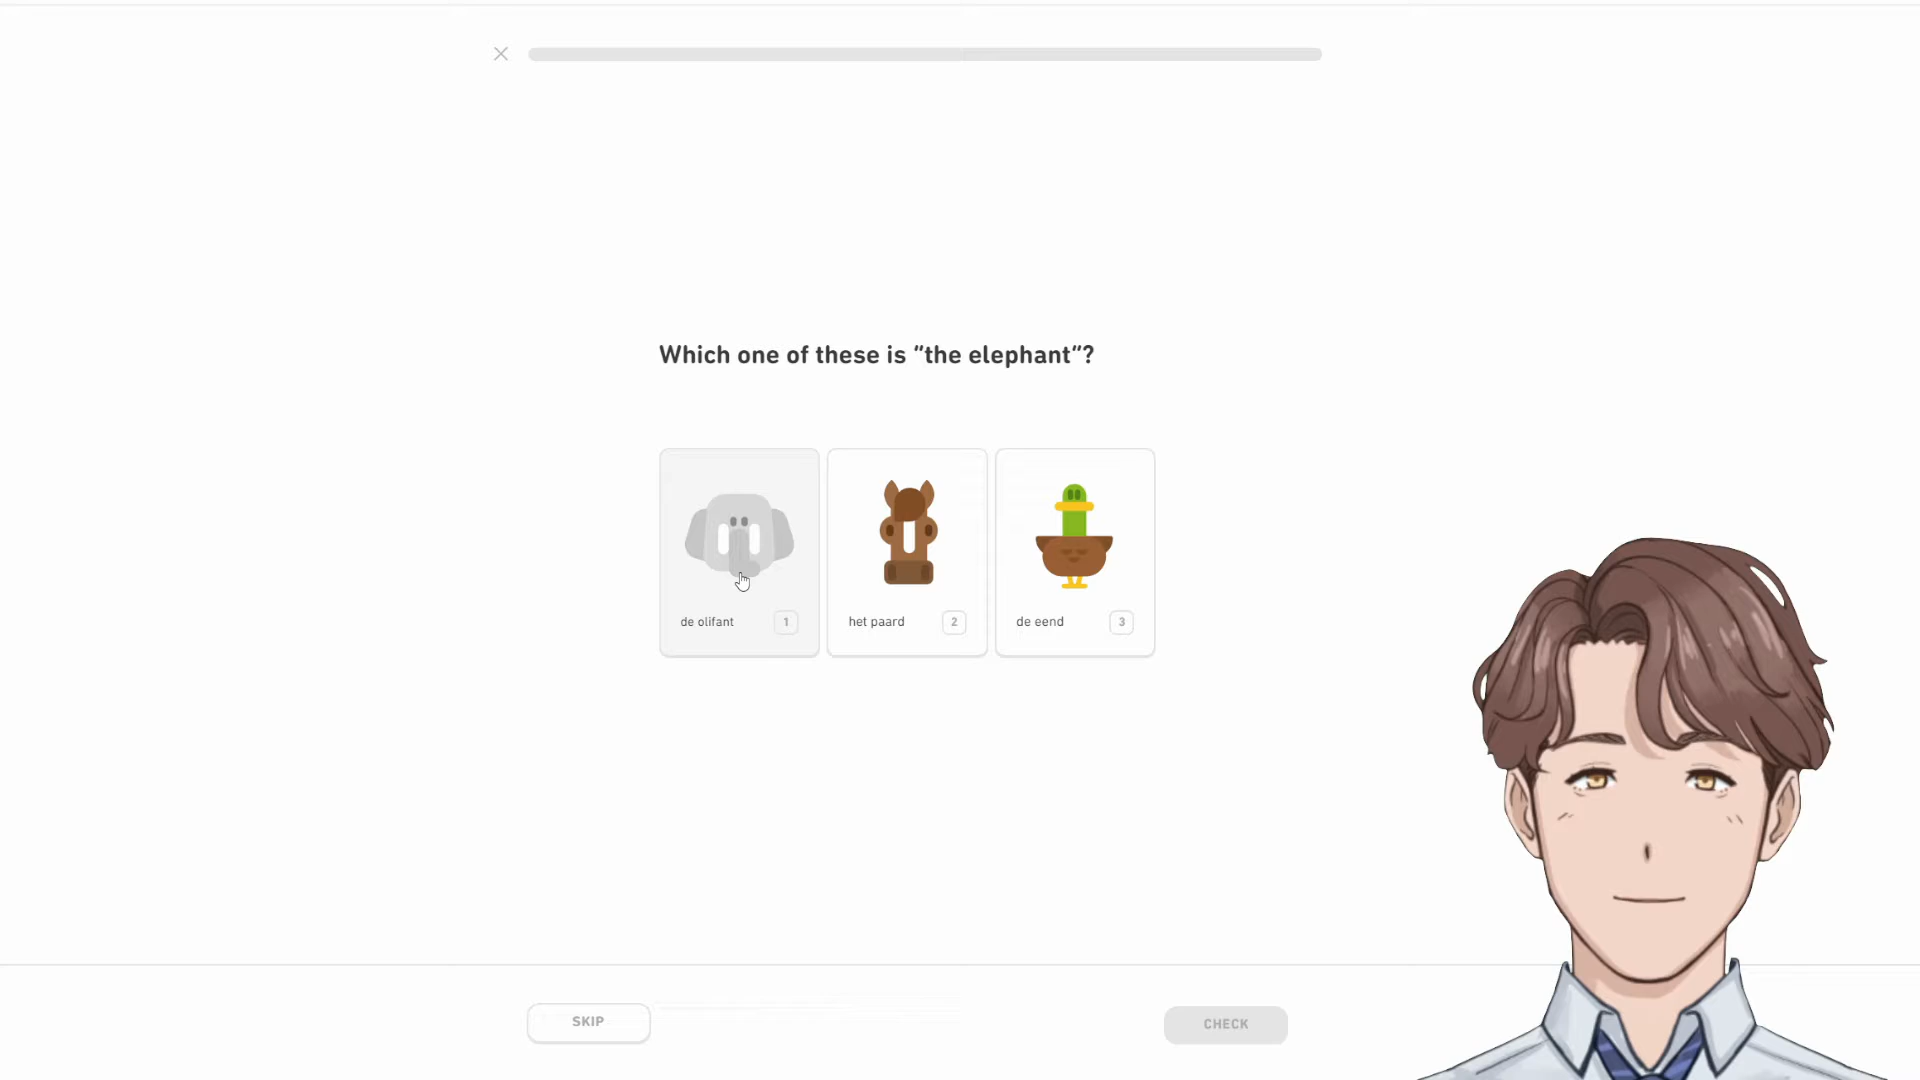 Which one of these is "the elephant"?
de olifant 1
het paard 2
de eend 3
SKIP
CHECK